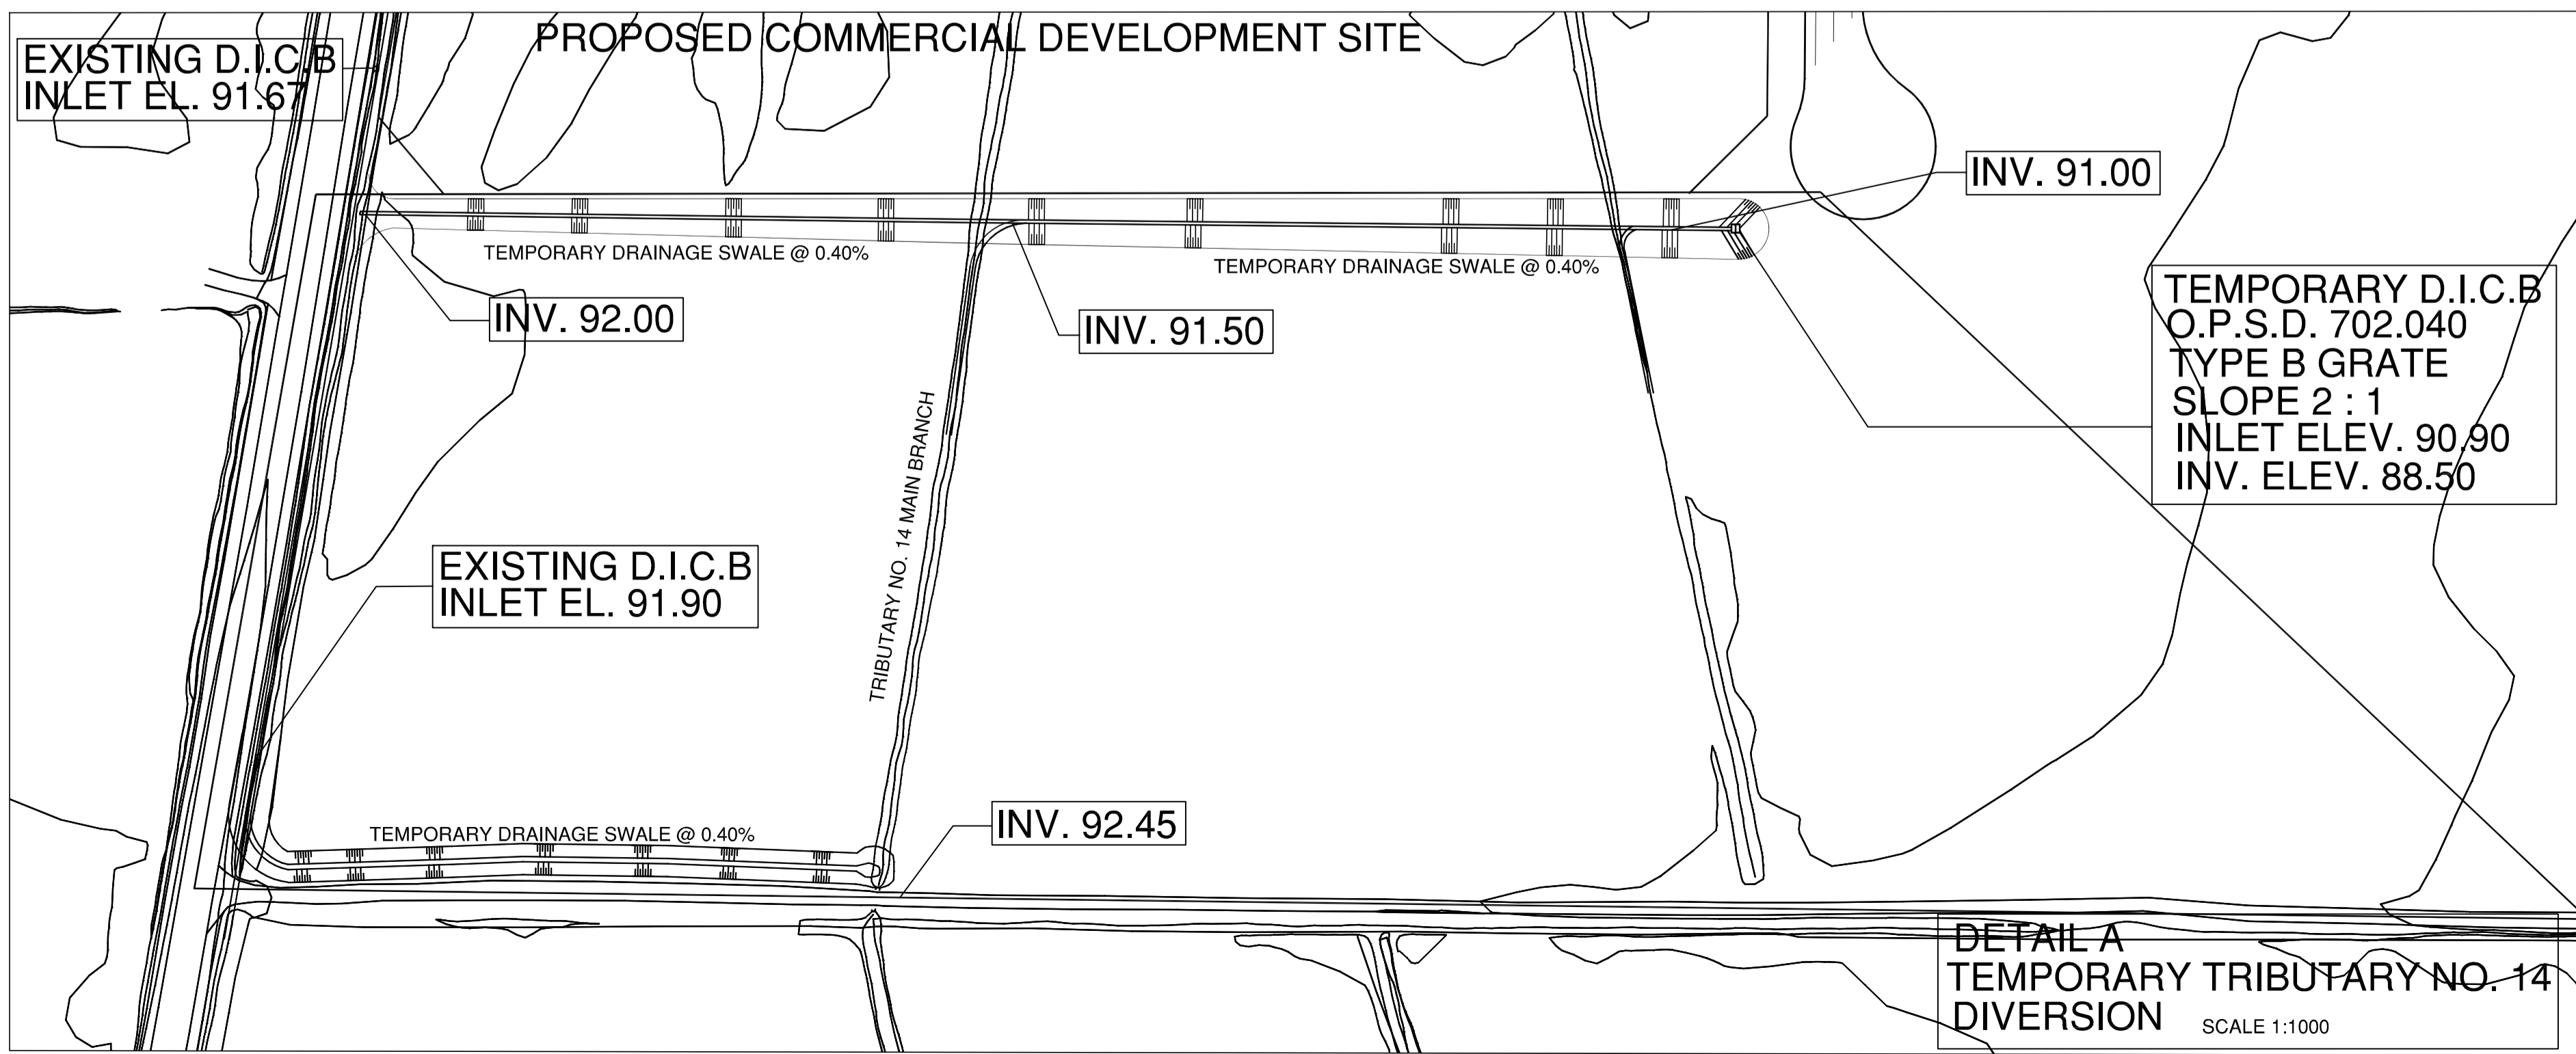 PROPOSED COMMERCIAL DEVELOPMENT SITE
EXISTING D.I.C.B
INLET EL. 91.67
INV. 91.00
TEMPORARY DRAINAGE SWALE @ 0.40%
TEMPORARY DRAINAGE SWALE @ 0.40%
INV. 92.00
INV. 91.50
TEMPORARY D.I.C.B
O.P.S.D. 702.040
TYPE B GRATE
SLOPE 2 : 1
INLET ELEV. 90.90
INV. ELEV. 88.50
TRIBUTARY NO. 14 MAIN BRANCH
EXISTING D.I.C.B
INLET EL. 91.90
INV. 92.45
TEMPORARY DRAINAGE SWALE @ 0.40%
DETAIL A
TEMPORARY TRIBUTARY NO. 14
DIVERSION SCALE 1:1000